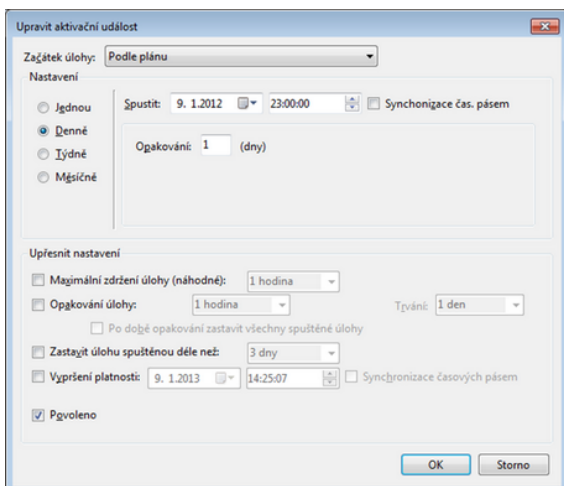 Upravit aktivační událost
Začátek úlohy: Podle plánu
Nastavení
Jednou
Spustit: 9. 1.2012 23:00:00 Synchonizace čas. pásem
Denně
Opakování: 1 (dny)
Týdně
Měsíčně
Upřesnit nastavení
Maximální zdržení úlohy (náhodné): 1 hodina
Opakování úlohy: 1 hodina Trvání: 1 den
Po době opakování zastavit všechny spuštěné úlohy
Zastavit úlohu spuštěnou déle než: 3 dny
Vypršení platnosti: 9. 1.2013 14:25:07 Synchronizace časových pásem
Povoleno
OK Storno